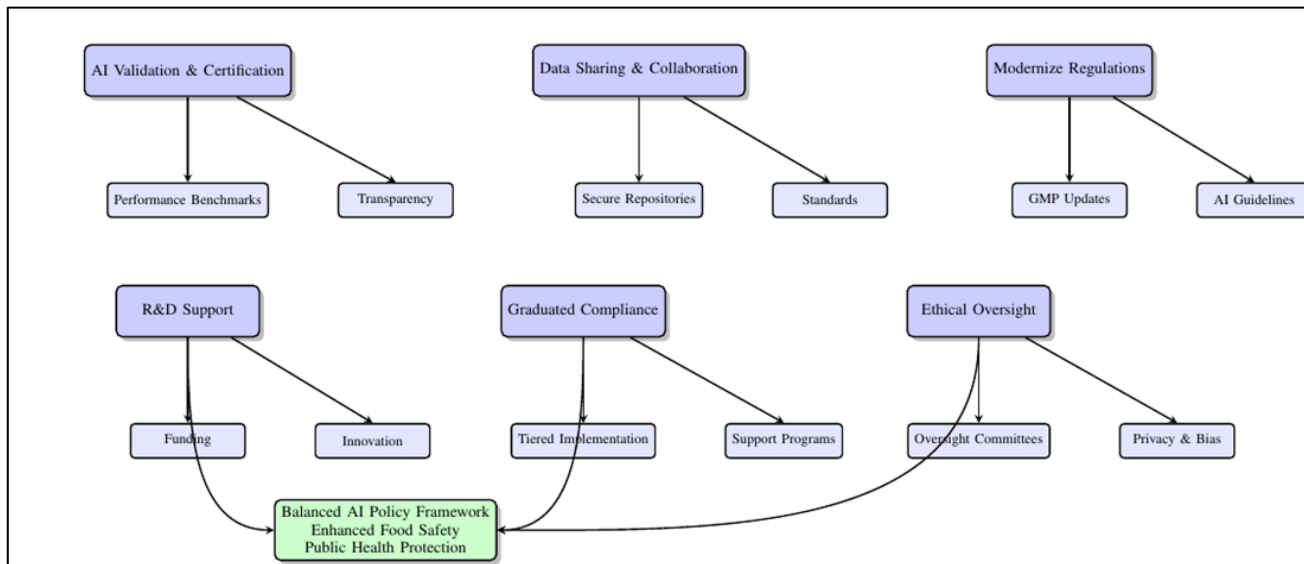 AI Validation & Certification
Data Sharing & Collaboration
Modernize Regulations
Performance Benchmarks
Transparency
Secure Repositories
Standards
GMP Updates
AI Guidelines
R&D Support
Graduated Compliance
Ethical Oversight
Funding
Innovation
Tiered Implementation
Support Programs
Oversight Committees
Privacy & Bias
Balanced AI Policy Framework
Enhanced Food Safety
Public Health Protection